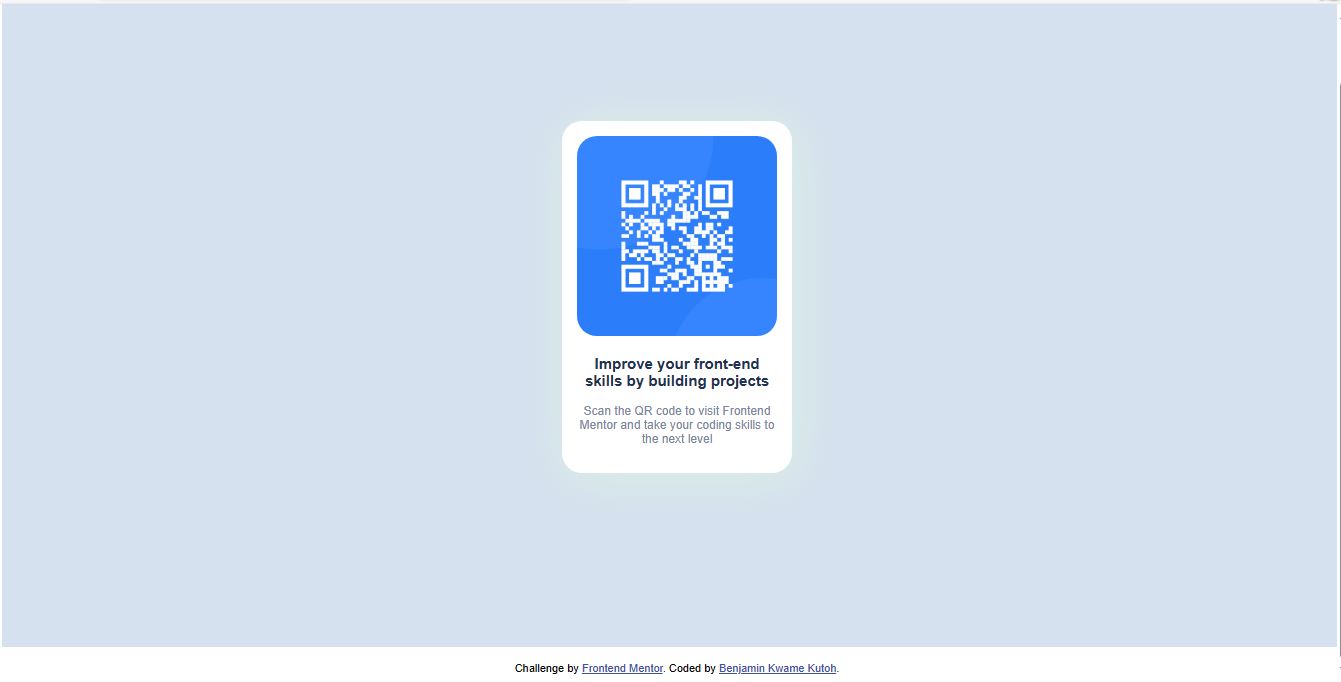 Improve your front-end
skills by building projects
Scan the QR code to visit Frontend
Mentor and take your coding skills to
the next level
Challenge by Frontend Mentor. Coded by Benjamin Kwame Kutoh.